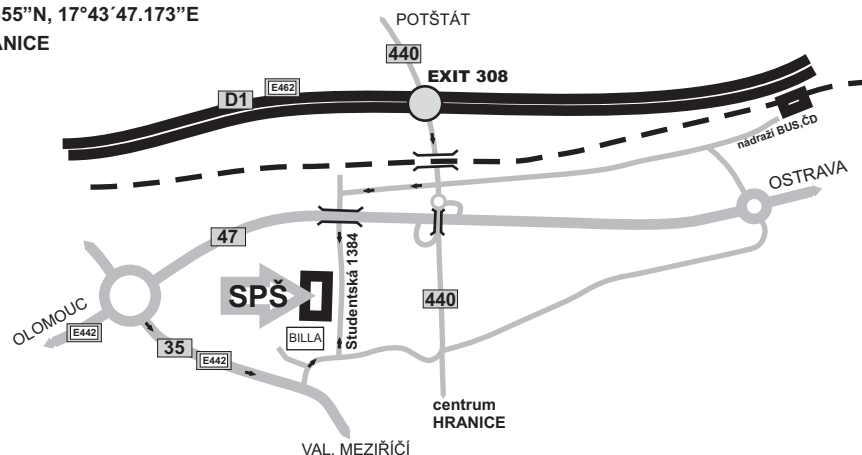 55”N, 17°43´47.173”E
ANICE
POTŠTÁT
440
EXIT 308
E462
D1
nádraží BUS,ČD
OSTRAVA
47
Studentská 1384
SPŠ
440
OLOMOUC
E442
BILLA
35
E442
centrum
HRANICE
VAL. MEZIŘÍČÍ